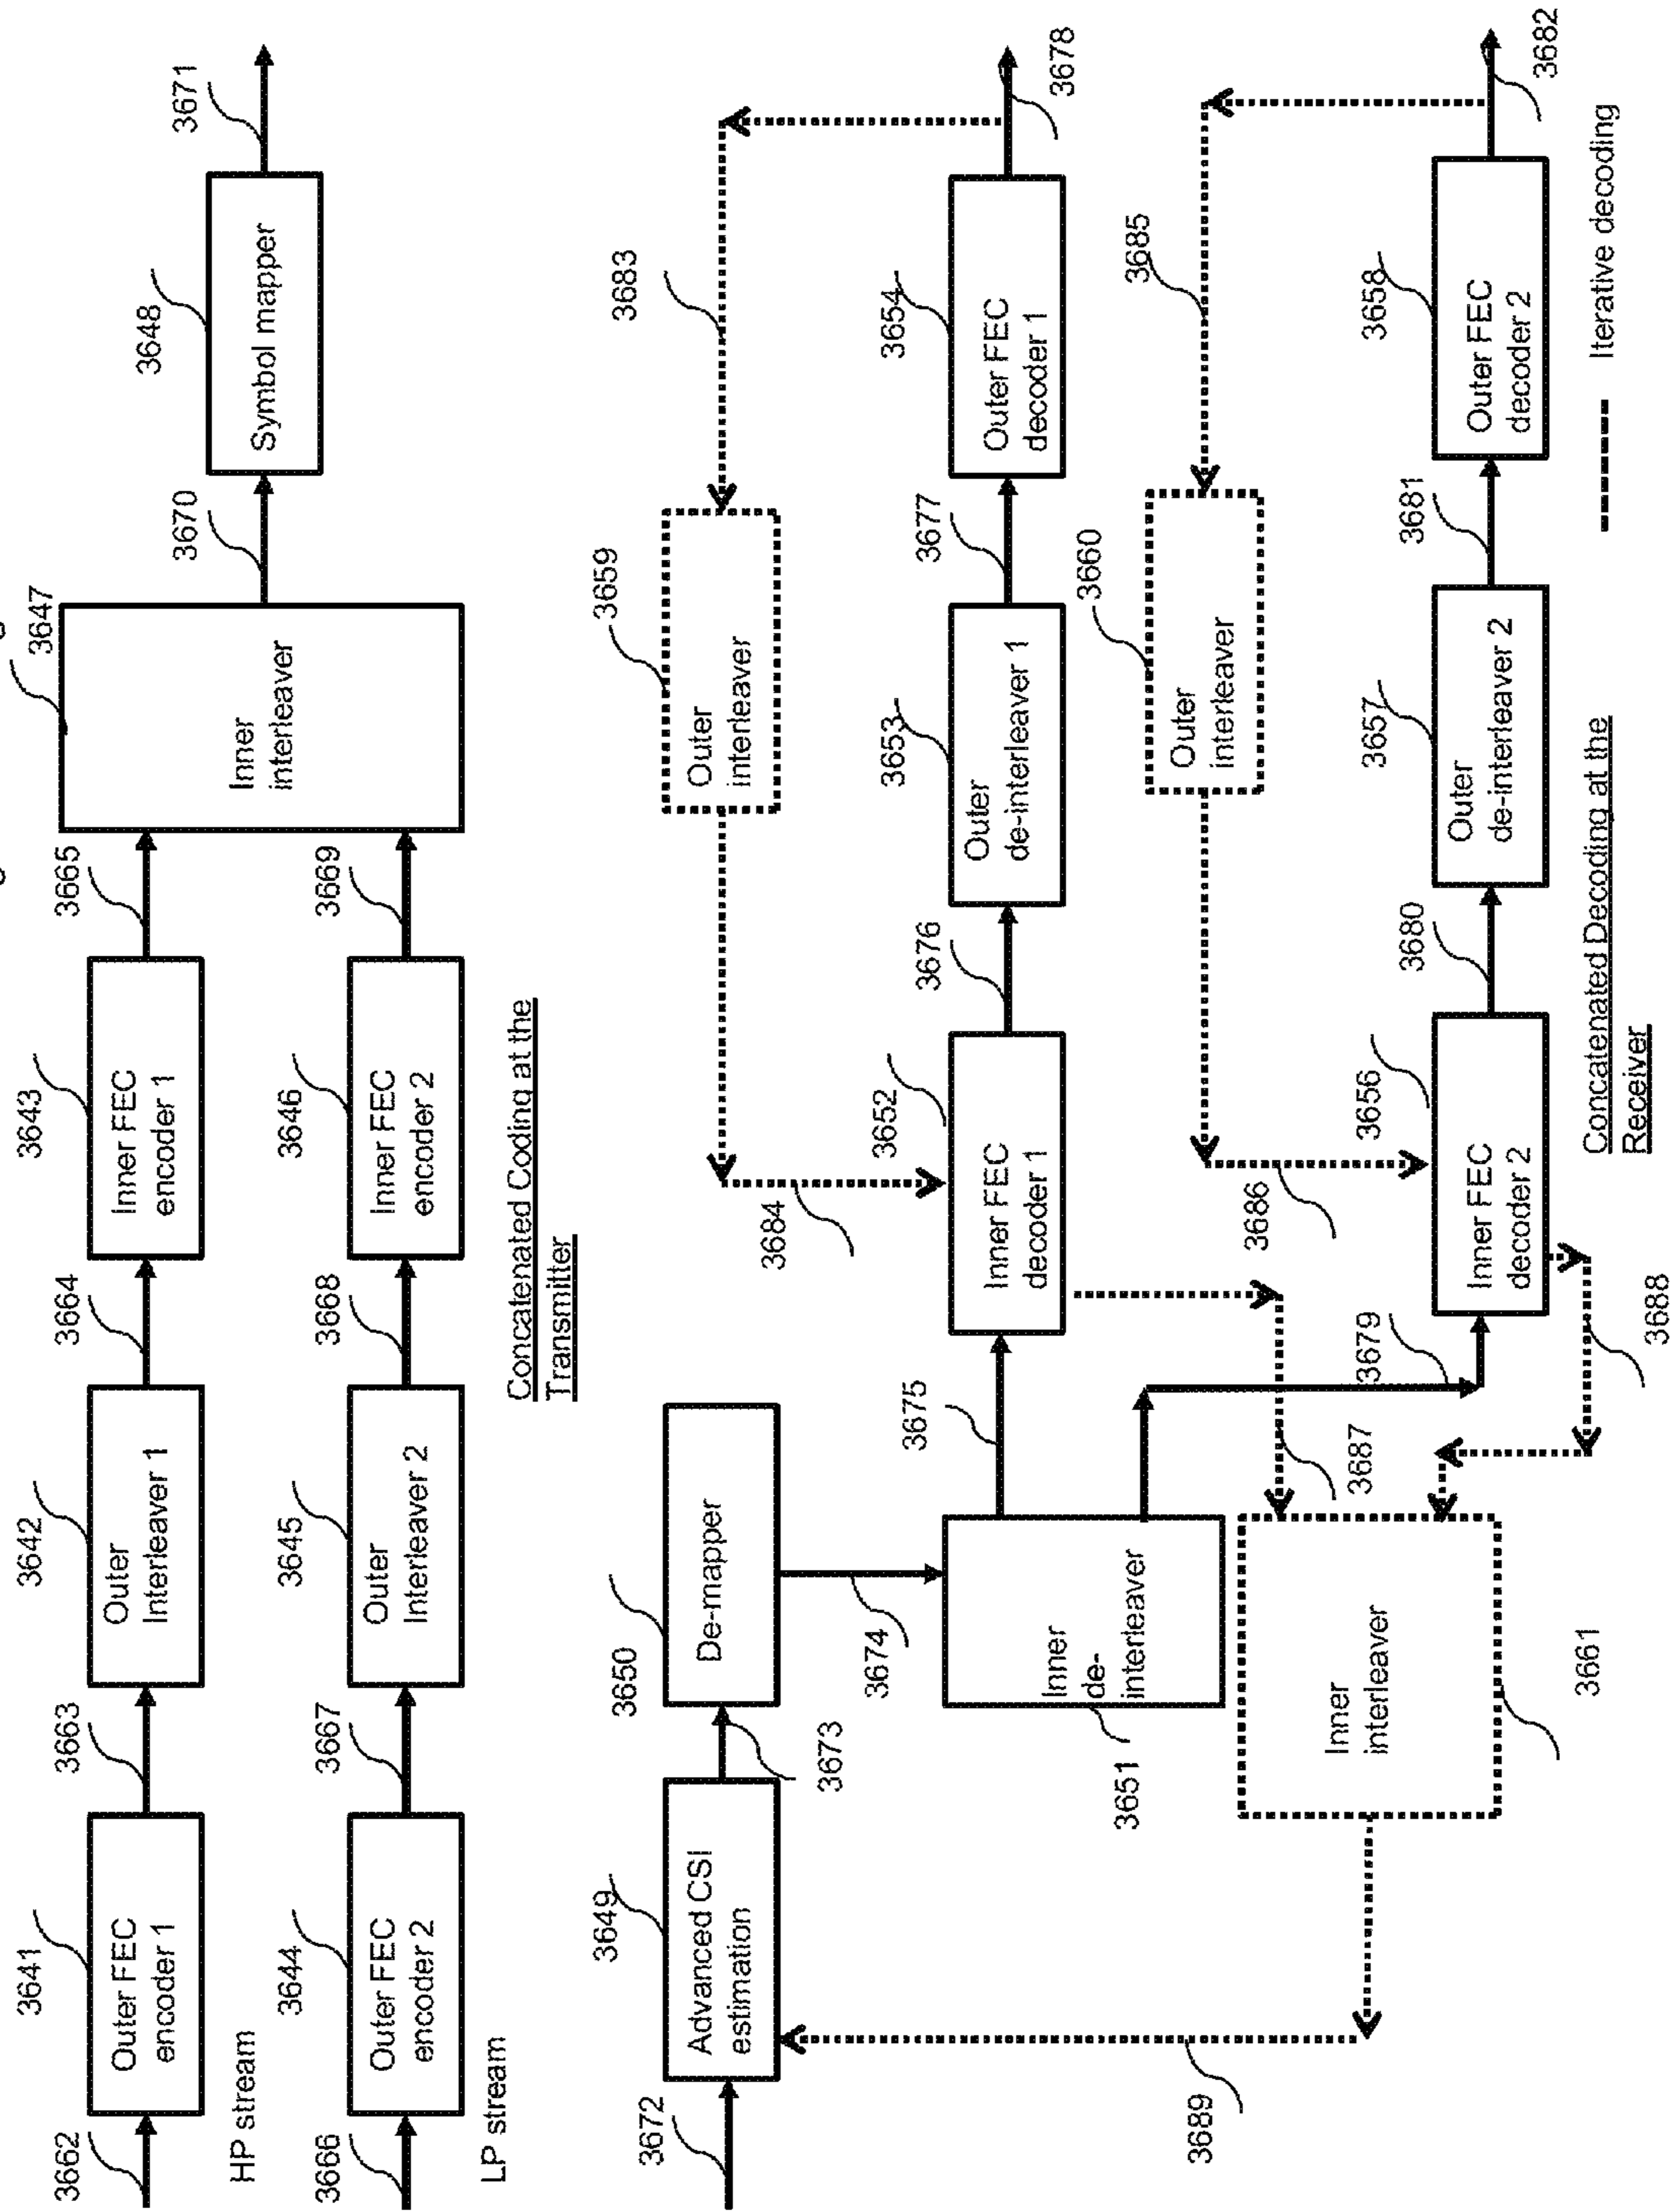 3641
3642
3643
3647
3648
3662
Outer FEC
encoder 1
3663
Outer
Interleaver 1
3664
Inner FEC
encoder 1
3665
Inner
interleaver
3670
Symbol mapper
3671
HP stream
3644
3645
3646
3666
Outer FEC
encoder 2
3667
Outer
Interleaver 2
3668
Inner FEC
encoder 2
3669
LP stream
Concatenated Coding at the
Transmitter
3649
3650
3659
3683
3672
Advanced CSI
estimation
3673
De-mapper
Outer
interleaver
3674
3684
3652
3653
3654
3651
Inner
de-
interleaver
3675
Inner FEC
decoder 1
3676
Outer
de-interleaver 1
3677
Outer FEC
decoder 1
3678
3660
3685
Outer
interleaver
3687
3686
3689
Inner
interleaver
3661
3679
3656
3657
3658
Inner FEC
decoder 2
3680
Outer
de-interleaver 2
3681
Outer FEC
decoder 2
3682
3688
Concatenated Decoding at the
Receiver
Iterative decoding